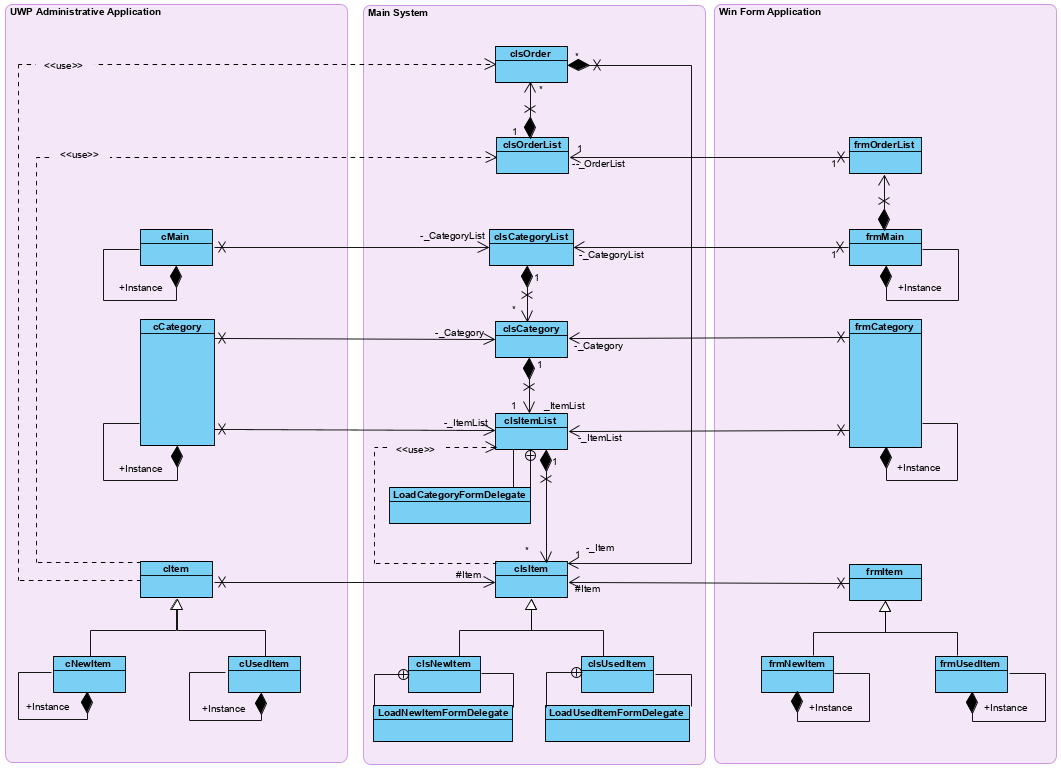 UWP Administrative Application
Main System
Win Form Application
clsOrder
*
<<use>>
*
1
clsOrderList
1
--_OrderList
1
frmOrderList
<<use>>
cMain
-_CategoryList
clsCategoryList
-_CategoryList
1
frmMain
+Instance
1
+Instance
*
cCategory
-_Category
clsCategory
-_Category
frmCategory
1
1
_ItemList
-_ItemList
clsItemList
-_ItemList
<<use>>
1
+Instance
+Instance
LoadCategoryFormDelegate
*
1
-_Item
cItem
#Item
clsItem
#Item
frmItem
cNewItem
cUsedItem
clsNewItem
clsUsedItem
frmNewItem
frmUsedItem
+Instance
+Instance
LoadNewItemFormDelegate
LoadUsedItemFormDelegate
+Instance
+Instance